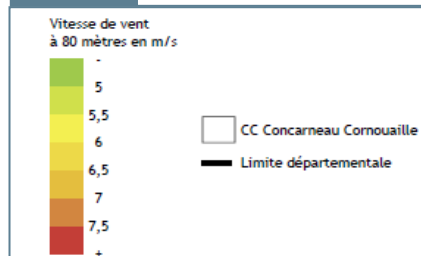 Vitesse de vent
à 80 mètres en m/s
-
5
5,5
6
6,5
7
7,5
+
CC Concarneau Cornouaille
Limite départementale